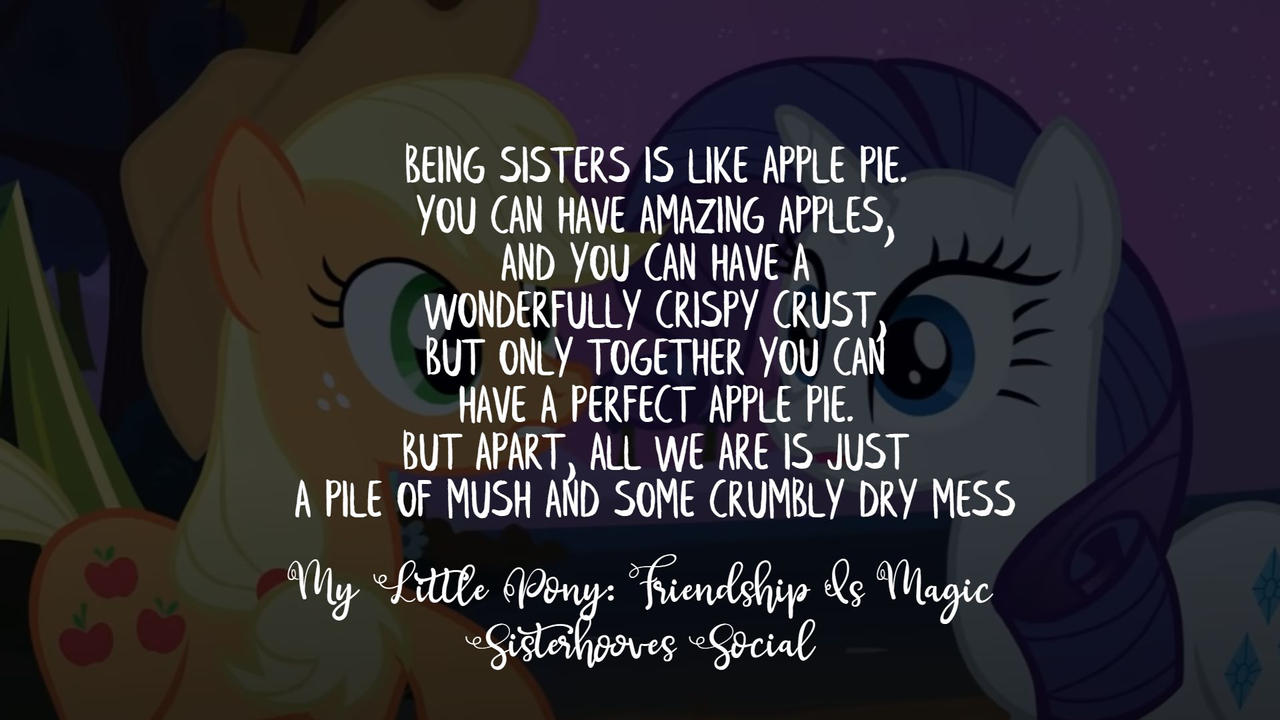 BEING SISTERS IS LIKE APPLE PIE.
YOU CAN HAVE AMAZING APPLES,
AND YOU CAN HAVE A
WONDERFULLY CRISPY CRUST,
BUT ONLY TOGETHER YOU CAN
HAVE A PERFECT APPLE PIE.
BUT APART, ALL WE ARE IS JUST
A PILE OF MUSH AND SOME CRUMBLY DRY MESS
My Little Pony: Friendship Is Magic
Sisterhooves Social